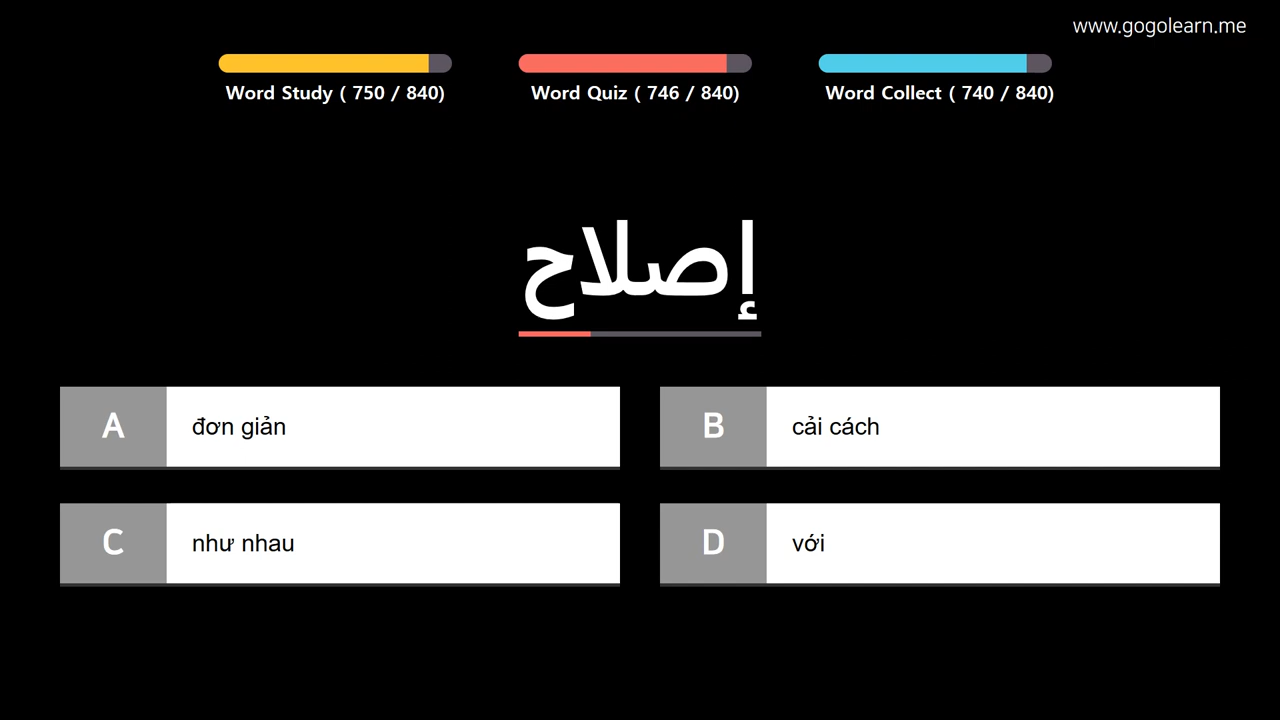 www.gogolearn.me
Word Study ( 750 / 840)
Word Quiz ( 746 / 840)
Word Collect ( 740 / 840)
إصلاح
A
đơn giản
B
cải cách
C
như nhau
D
với